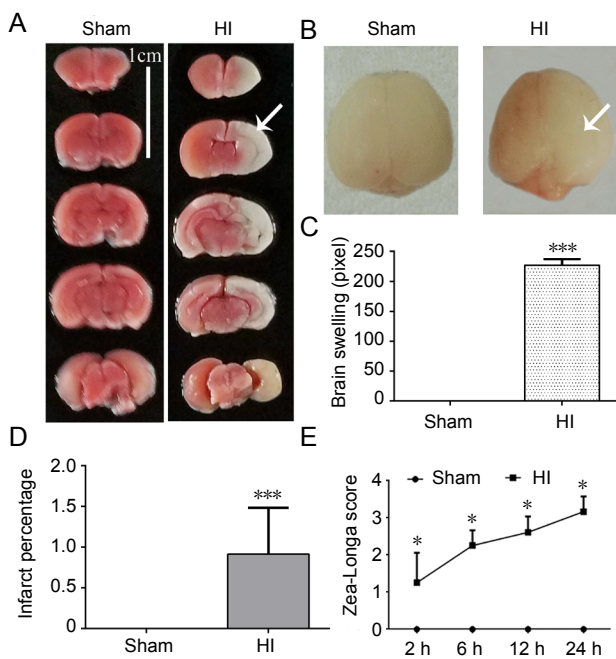 A
Sham
HI
1cm
B
Sham
HI
C
Brain swelling (pixel)
250
200
150
100
50
0
***
Sham
HI
D
Infarct percentage
2.0
1.5
1.0
0.5
0.0
***
Sham
HI
E
Sham
HI
Zea-Longa score
4
3
2
1
0
*
*
*
*
2 h
6 h
12 h
24 h